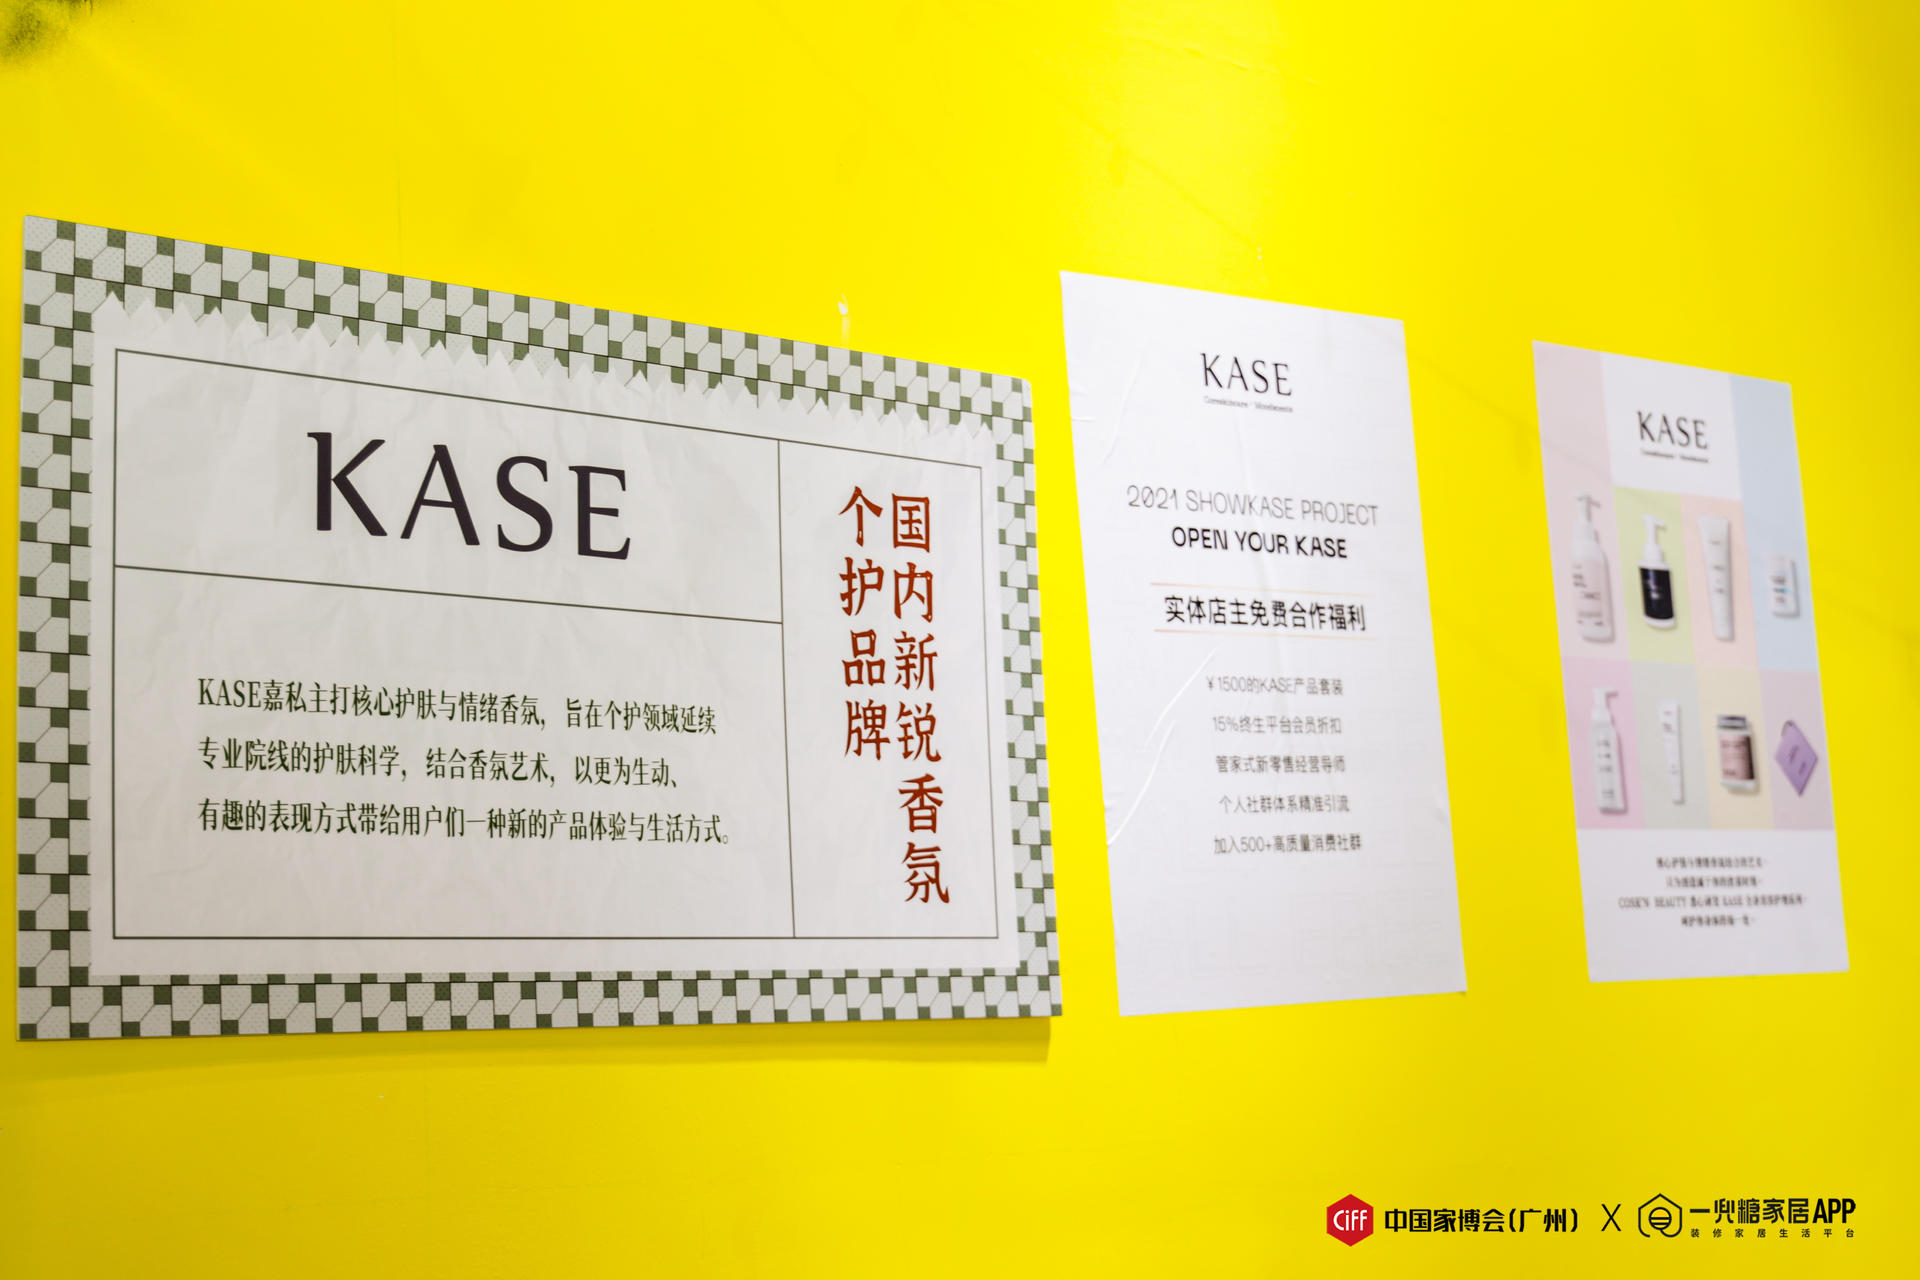 KASE
KASE嘉私主打核心护肤与情绪香氛，旨在个护领域延续
专业院线的护肤科学，结合香氛艺术，以更为生动、
有趣的表现方式带给用户们一种新的产品体验与生活方式。
国内新锐香氛
个护品牌
KASE
2021 SHOWKASE PROJECT
OPEN YOUR KASE
实体店主免费合作福利
￥1500的KASE产品套装
15%终生平台会员折扣
管家式新零售经营导师
个人社群体系精准引流
加入500+高质量消费社群
KASE
Ciff 中国家博会(广州) X 一兜糖家居APP
装修家居生活平台